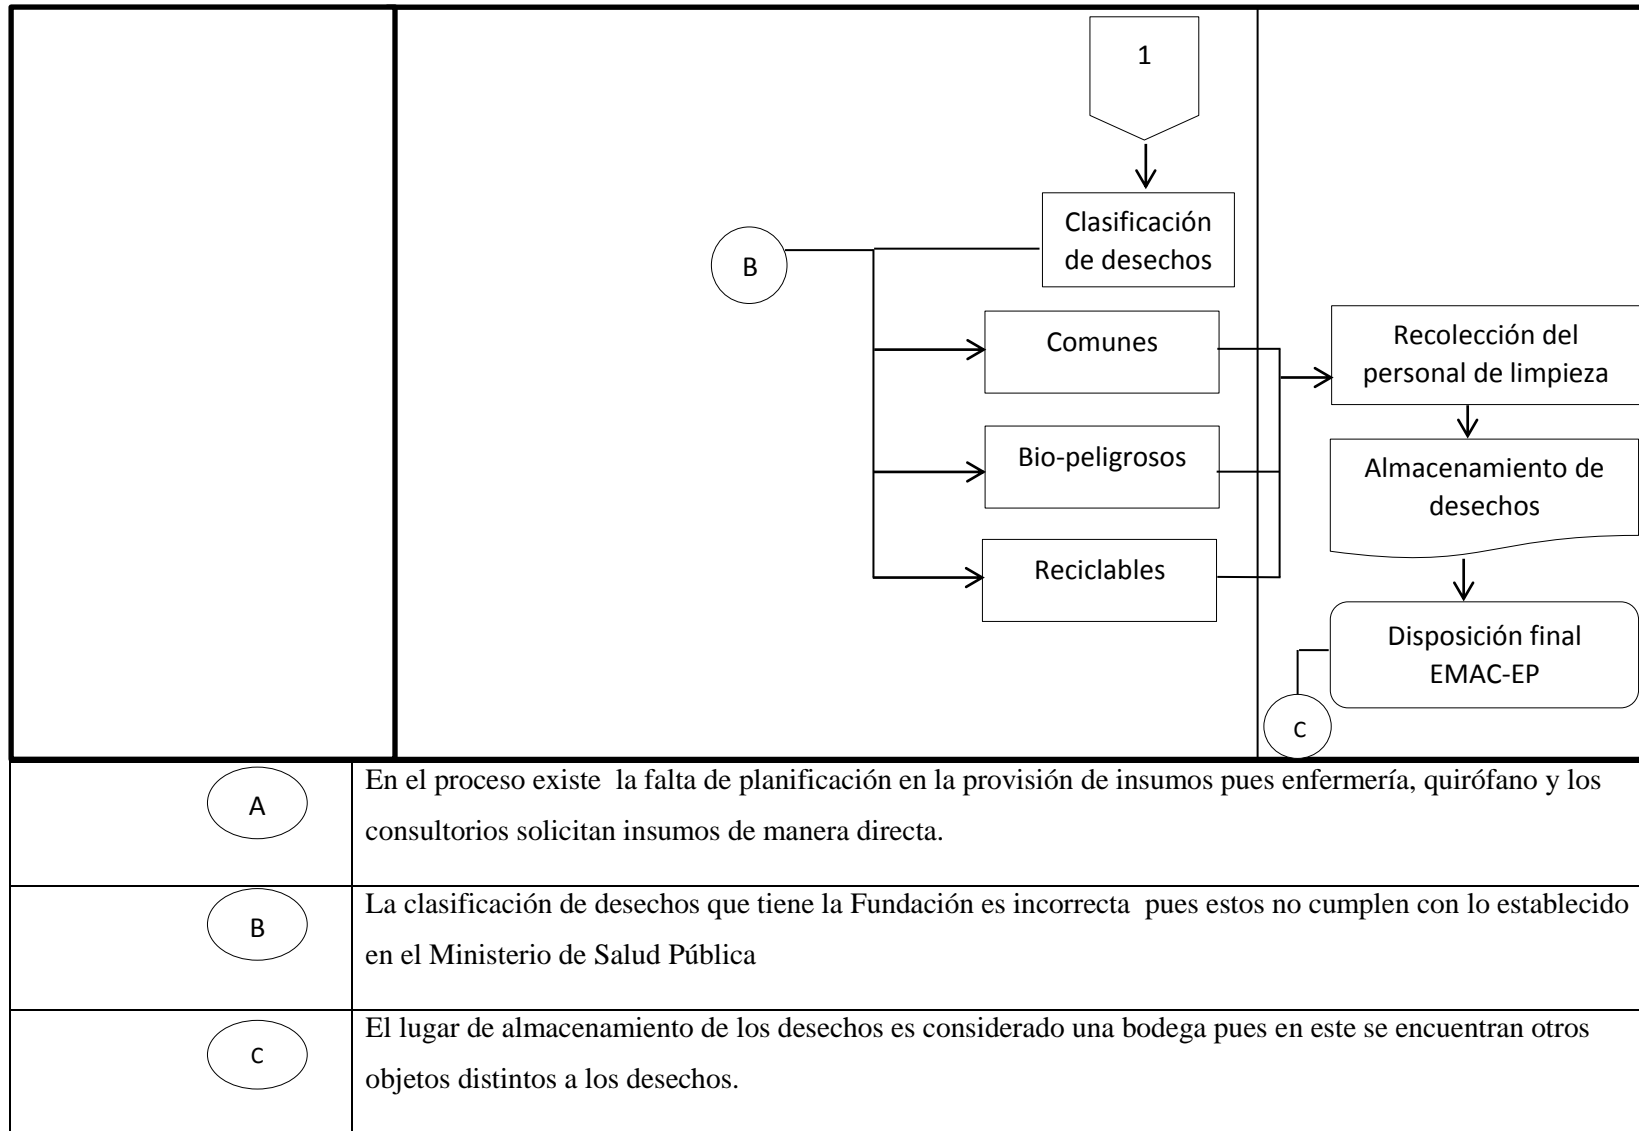 1
Clasificación
de desechos
B
Comunes
Bio-peligrosos
Reciclables
Recolección del
personal de limpieza
Almacenamiento de
desechos
Disposición final
EMAC-EP
C
A
En el proceso existe la falta de planificación en la provisión de insumos pues enfermería, quirófano y los
consultorios solicitan insumos de manera directa.
B
La clasificación de desechos que tiene la Fundación es incorrecta pues estos no cumplen con lo establecido
en el Ministerio de Salud Pública
C
El lugar de almacenamiento de los desechos es considerado una bodega pues en este se encuentran otros
objetos distintos a los desechos.